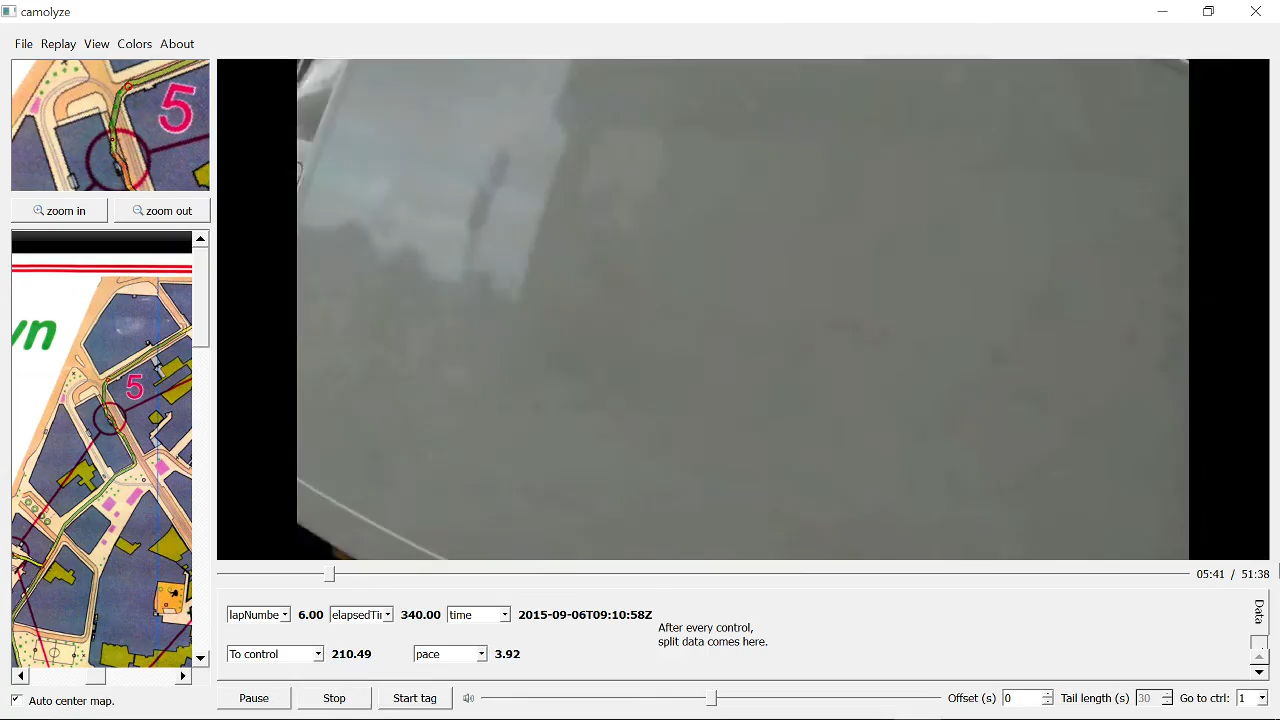 camolyze
File Replay View Colors About
5
zoom in zoom out
vn
5
05:41 / 51:38
lapNumbe 6.00 elapsedTii 340.00 time 2015-09-06T09:10:58Z
To control 210.49 pace 3.92
After every control,
split data comes here.
Data
Auto center map.
Pause Stop Start tag Offset (s) 0 Tail length (s) 30 Go to ctrl: 1